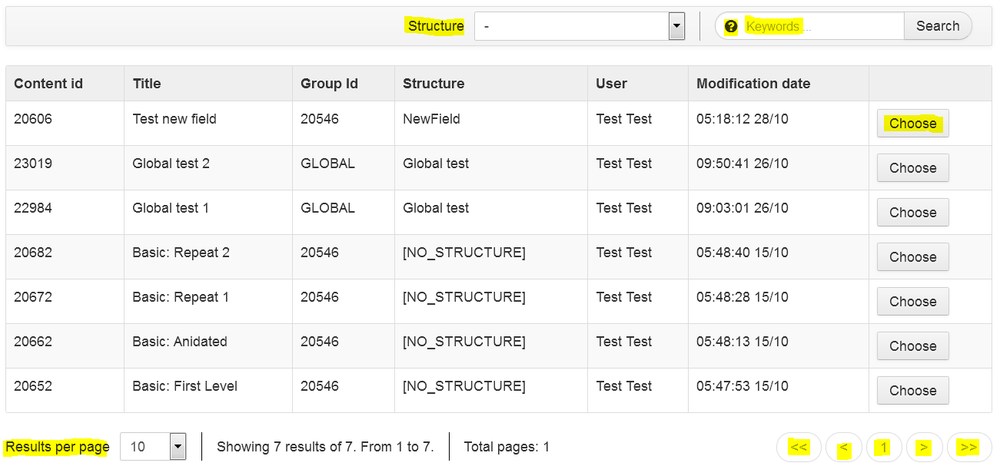 Structure - ? Keywords... Search
Content id Title Group Id Structure User Modification date
20606 Test new field 20546 NewField Test Test 05:18:12 28/10 Choose
23019 Global test 2 GLOBAL Global test Test Test 09:50:41 26/10 Choose
22984 Global test 1 GLOBAL Global test Test Test 09:03:01 26/10 Choose
20682 Basic: Repeat 2 20546 [NO_STRUCTURE] Test Test 05:48:40 15/10 Choose
20672 Basic: Repeat 1 20546 [NO_STRUCTURE] Test Test 05:48:28 15/10 Choose
20662 Basic: Anidated 20546 [NO_STRUCTURE] Test Test 05:48:13 15/10 Choose
20652 Basic: First Level 20546 [NO_STRUCTURE] Test Test 05:47:53 15/10 Choose
Results per page 10 Showing 7 results of 7. From 1 to 7. Total pages: 1 << < 1 > >>